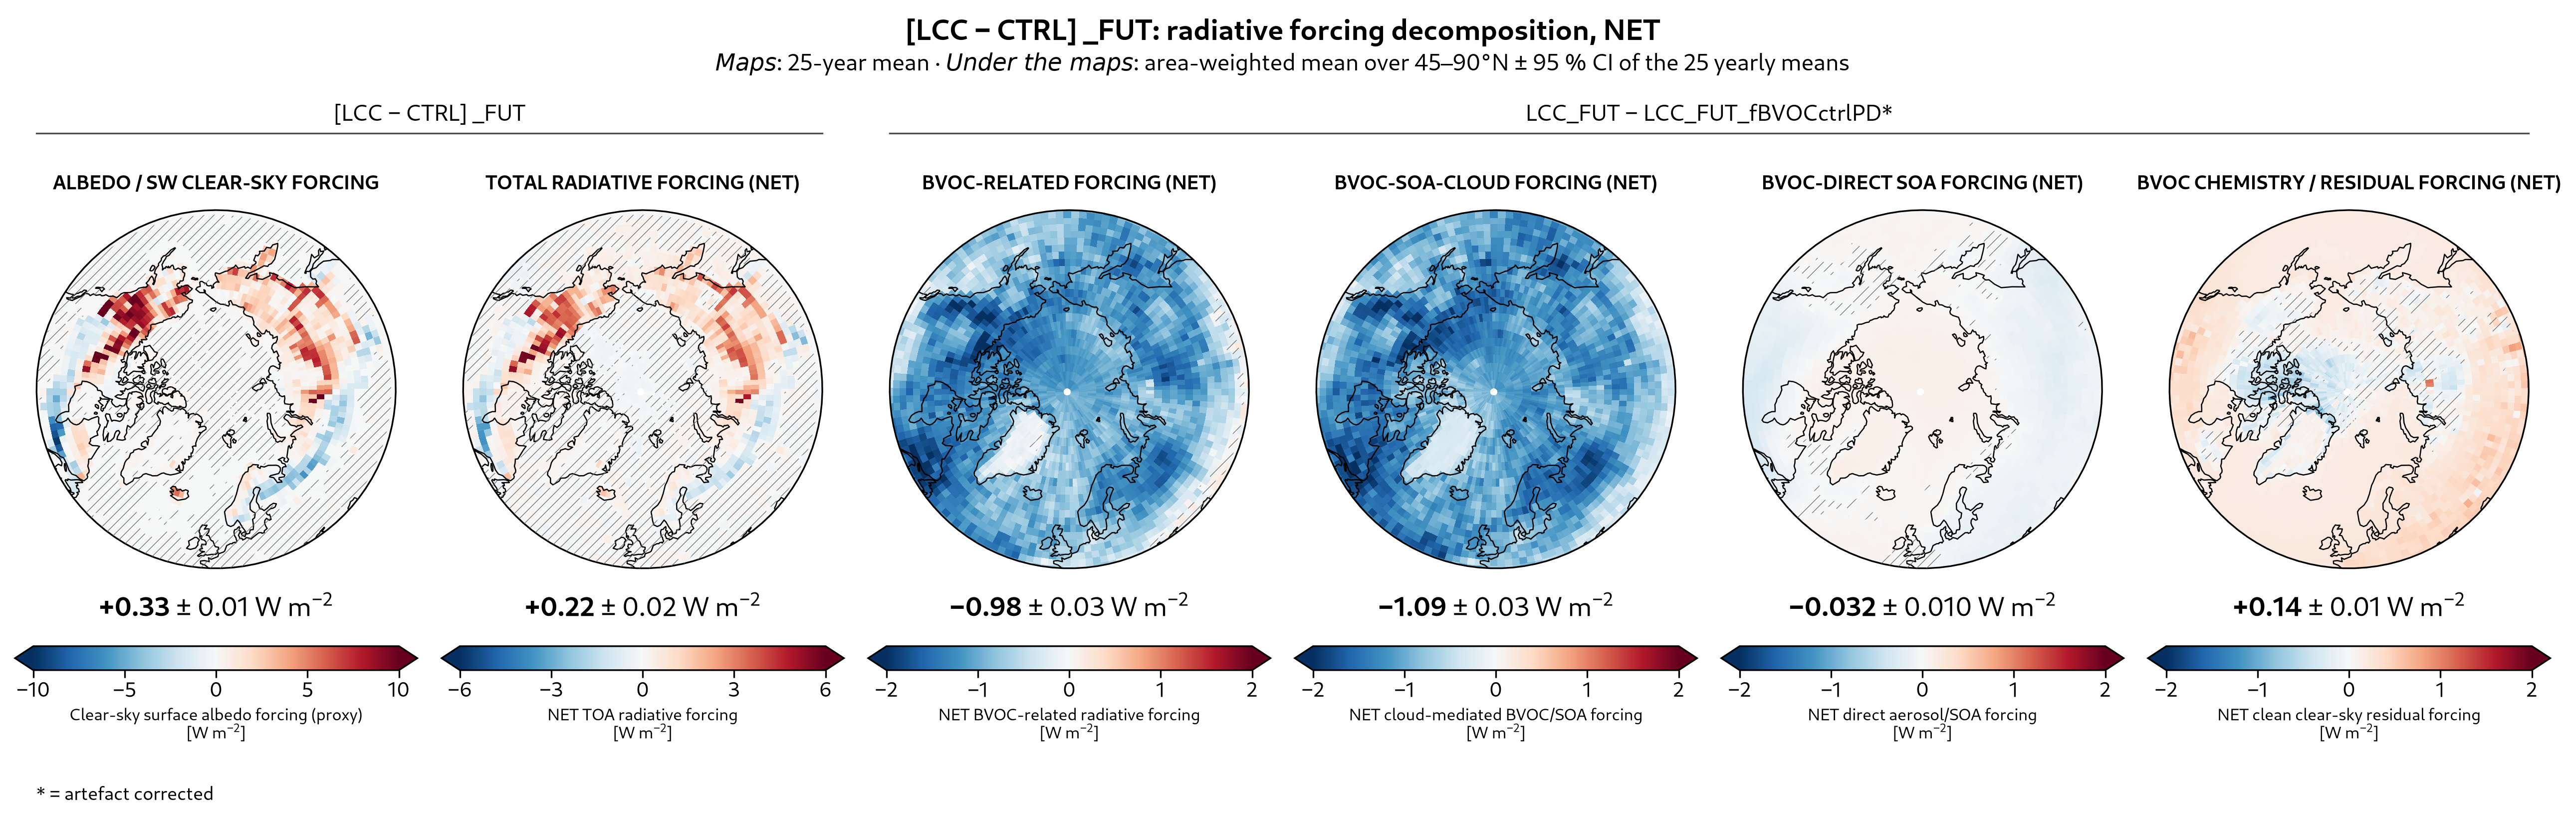 [LCC − CTRL] _FUT: radiative forcing decomposition, NET
Maps: 25-year mean · Under the maps: area-weighted mean over 45–90°N ± 95 % CI of the 25 yearly means
[LCC − CTRL] _FUT
LCC_FUT − LCC_FUT_fBVOCctrlPD*
ALBEDO / SW CLEAR-SKY FORCING
TOTAL RADIATIVE FORCING (NET)
BVOC-RELATED FORCING (NET)
BVOC-SOA-CLOUD FORCING (NET)
BVOC-DIRECT SOA FORCING (NET)
BVOC CHEMISTRY / RESIDUAL FORCING (NET)
+0.33 ± 0.01 W m⁻²
+0.22 ± 0.02 W m⁻²
−0.98 ± 0.03 W m⁻²
−1.09 ± 0.03 W m⁻²
−0.032 ± 0.010 W m⁻²
+0.14 ± 0.01 W m⁻²
−10 −5 0 5 10
−6 −3 0 3 6
−2 −1 0 1 2
−2 −1 0 1 2
−2 −1 0 1 2
−2 −1 0 1 2
Clear-sky surface albedo forcing (proxy)
[W m⁻²]
NET TOA radiative forcing
[W m⁻²]
NET BVOC-related radiative forcing
[W m⁻²]
NET cloud-mediated BVOC/SOA forcing
[W m⁻²]
NET direct aerosol/SOA forcing
[W m⁻²]
NET clean clear-sky residual forcing
[W m⁻²]
* = artefact corrected